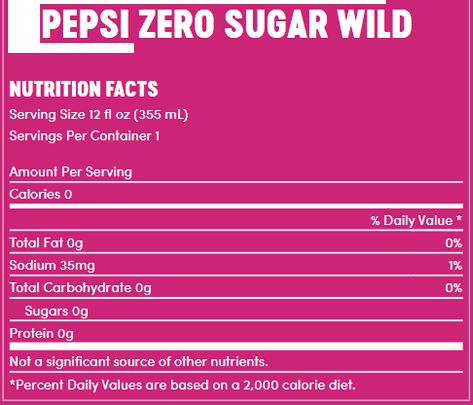 PEPSI ZERO SUGAR WILD
NUTRITION FACTS
Serving Size 12 fl oz (355 mL)
Servings Per Container 1
Amount Per Serving
Calories 0
% Daily Value *
Total Fat 0g 0%
Sodium 35mg 1%
Total Carbohydrate 0g 0%
Sugars 0g
Protein 0g
Not a significant source of other nutrients.
*Percent Daily Values are based on a 2,000 calorie diet.